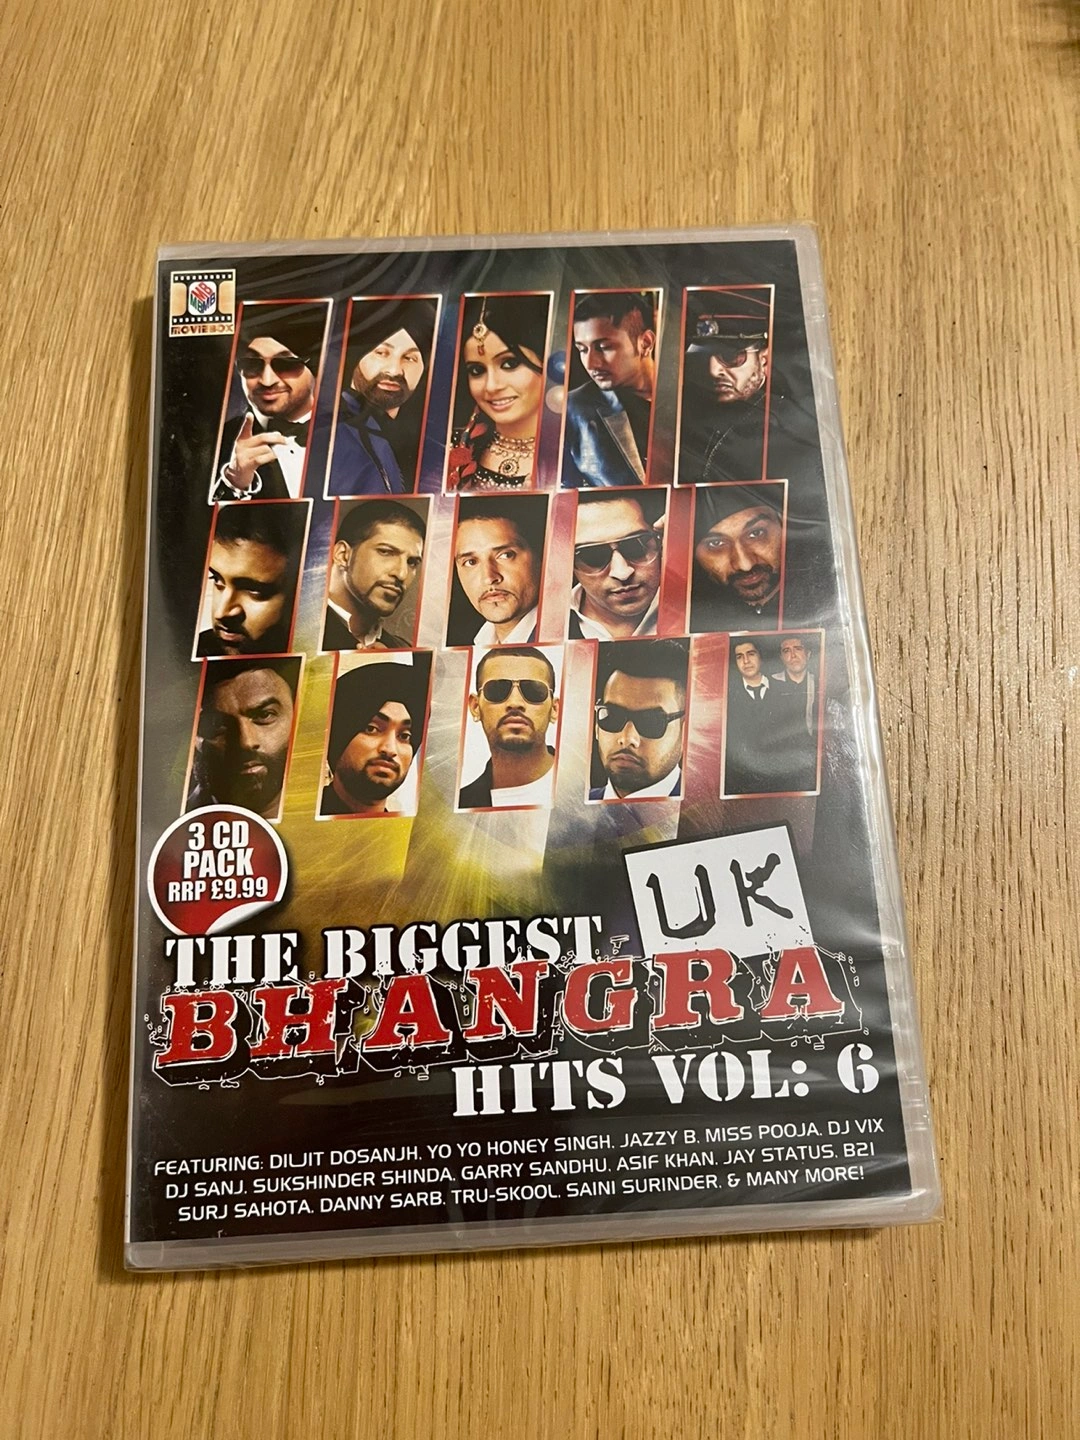 MOVIEBOX
3 CD
PACK
RRP £9.99
UK
THE BIGGEST
BHANGRA
HITS VOL: 6
FEATURING: DILJIT DOSANJH. YO YO HONEY SINGH. JAZZY B. MISS POOJA. DJ VIX
DJ SANJ. SUKSHINDER SHINDA. GARRY SANDHU. ASIF KHAN. JAY STATUS. B21
SURJ SAHOTA. DANNY SARB. TRU-SKOOL. SAINI SURINDER. & MANY MORE!